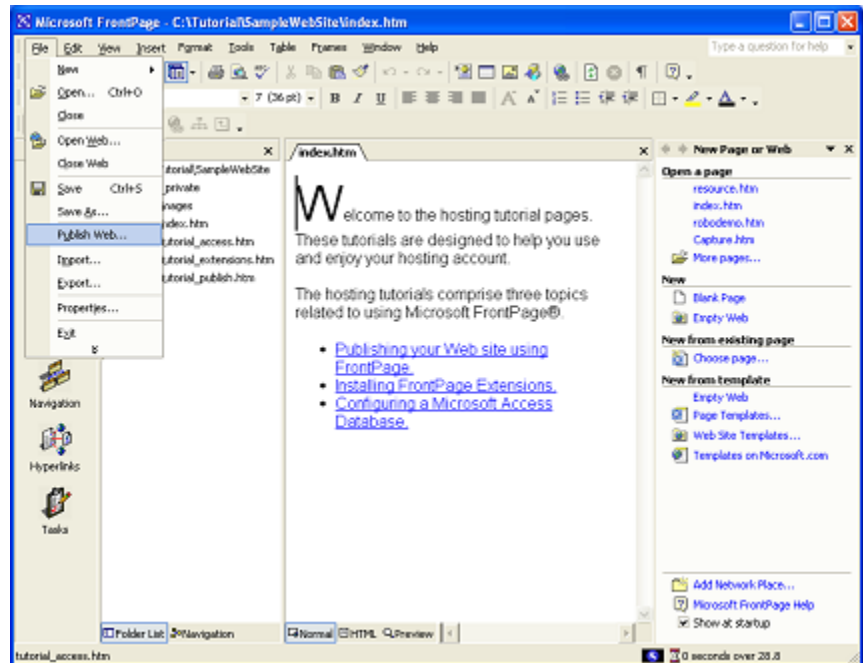 Microsoft FrontPage - C:\Tutorial\SampleWebSite\index.htm
File Edit View Insert Format Tools Table Frames Window Help
Type a question for help
New
Open... Ctrl+O
Close
Open Web...
Close Web
Save Ctrl+S
Save As...
Publish Web...
Import...
Export...
Properties...
Exit
7 (36 pt)
B I U
Navigation
Hyperlinks
Tasks
utorial\SampleWebSite
_private
mages
ndex.htm
utorial_access.htm
utorial_extensions.htm
utorial_publish.htm
Folder List Navigation
index.htm
Welcome to the hosting tutorial pages.
These tutorials are designed to help you use
and enjoy your hosting account.
The hosting tutorials comprise three topics
related to using Microsoft FrontPage®.
• Publishing your Web site using
FrontPage.
• Installing FrontPage Extensions.
• Configuring a Microsoft Access
Database.
Normal HTML Preview
New Page or Web
Open a page
resource.htm
index.htm
robodemo.htm
Capture.htm
More pages...
New
Blank Page
Empty Web
New from existing page
Choose page...
New from template
Empty Web
Page Templates...
Web Site Templates...
Templates on Microsoft.com
Add Network Place...
Microsoft FrontPage Help
Show at startup
tutorial_access.htm
0 seconds over 28.8